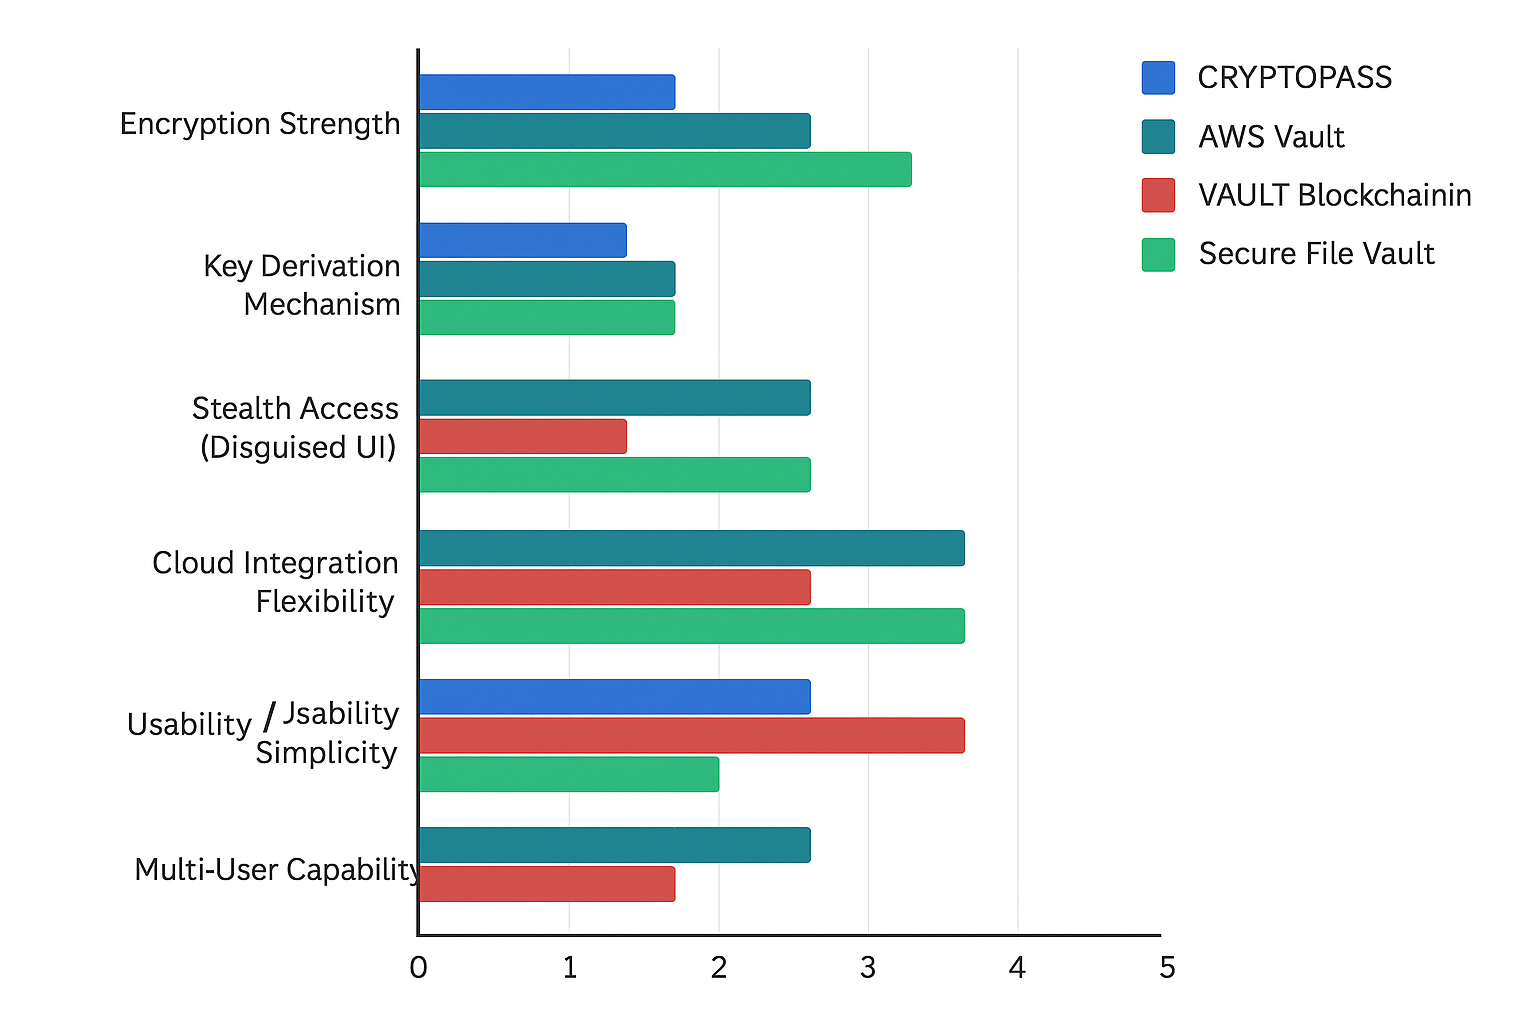 Encryption Strength
Key Derivation
Mechanism
Stealth Access
(Disguised UI)
Cloud Integration
Flexibility
Usability / Jsability
Simplicity
Multi-User Capability
0 1 2 3 4 5
CRYPTOPASS
AWS Vault
VAULT Blockchainin
Secure File Vault